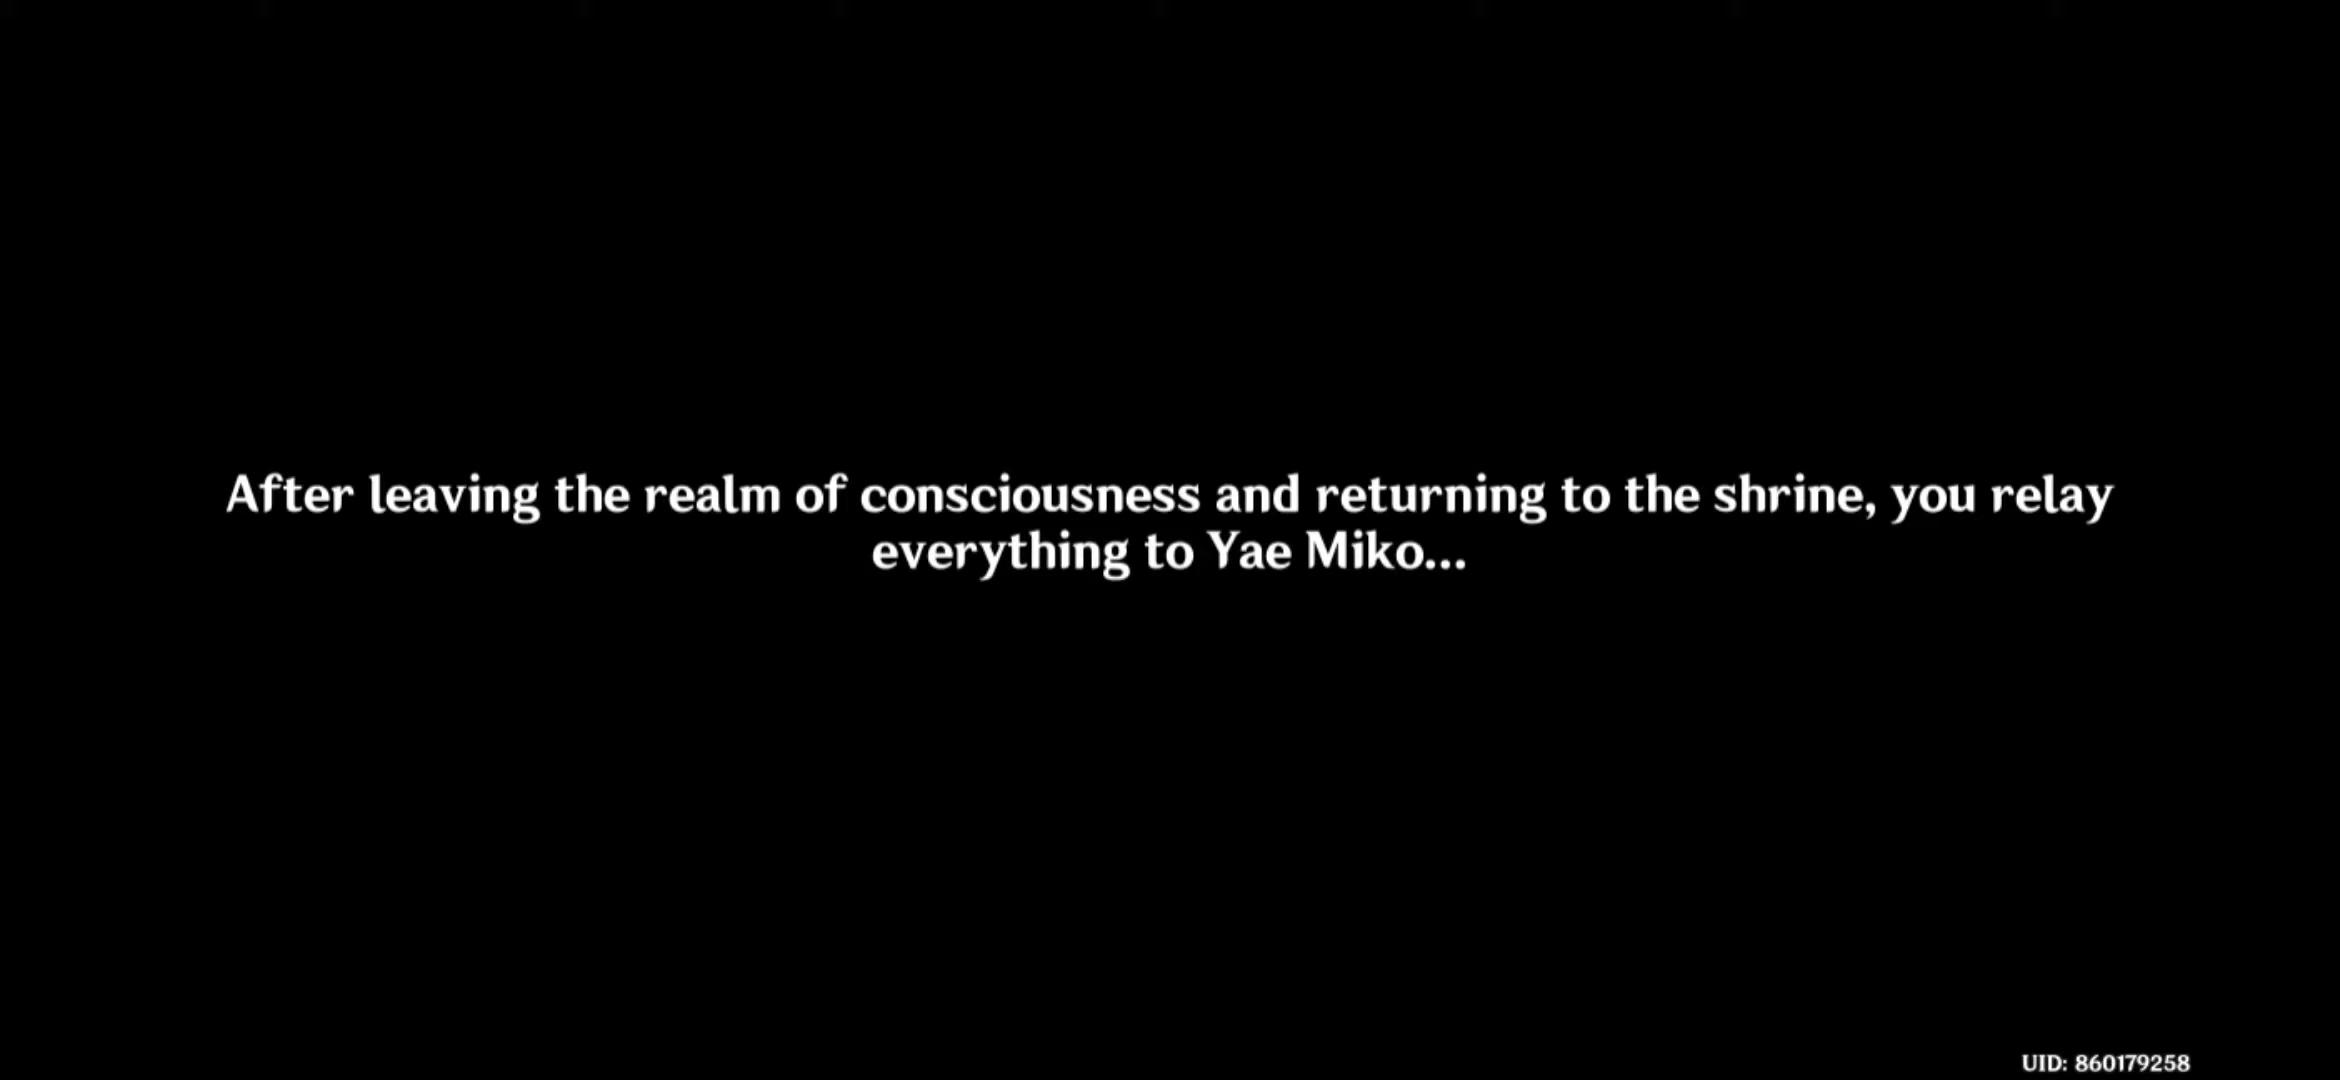 After leaving the realm of consciousness and returning to the shrine, you relay
everything to Yae Miko...
UID: 860179258